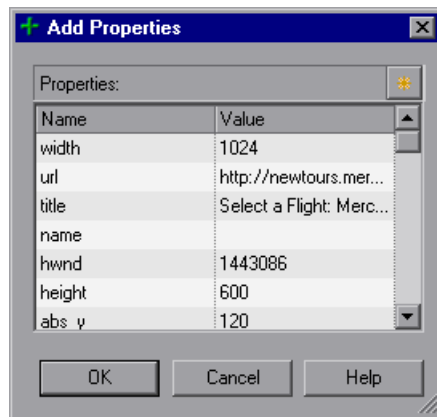 Add Properties
Properties:
Name Value
width 1024
url http://newtours.mer...
title Select a Flight: Merc...
name
hwnd 1443086
height 600
abs_y 120
OK Cancel Help